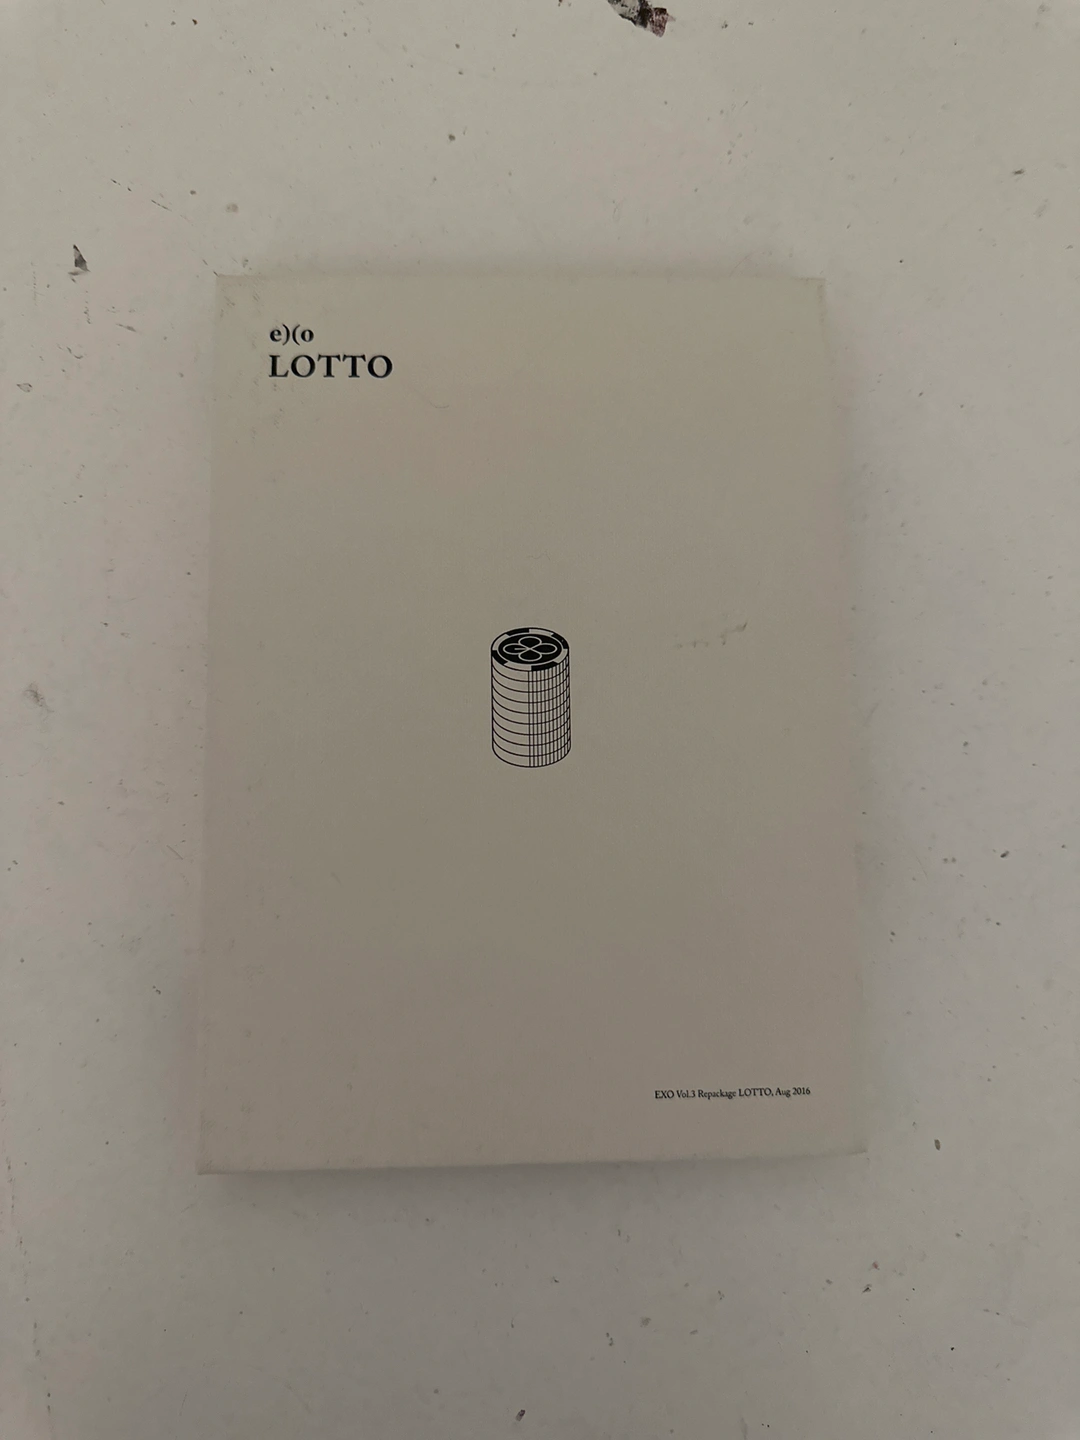 e)(o
LOTTO
EXO Vol.3 Repackage LOTTO, Aug 2016